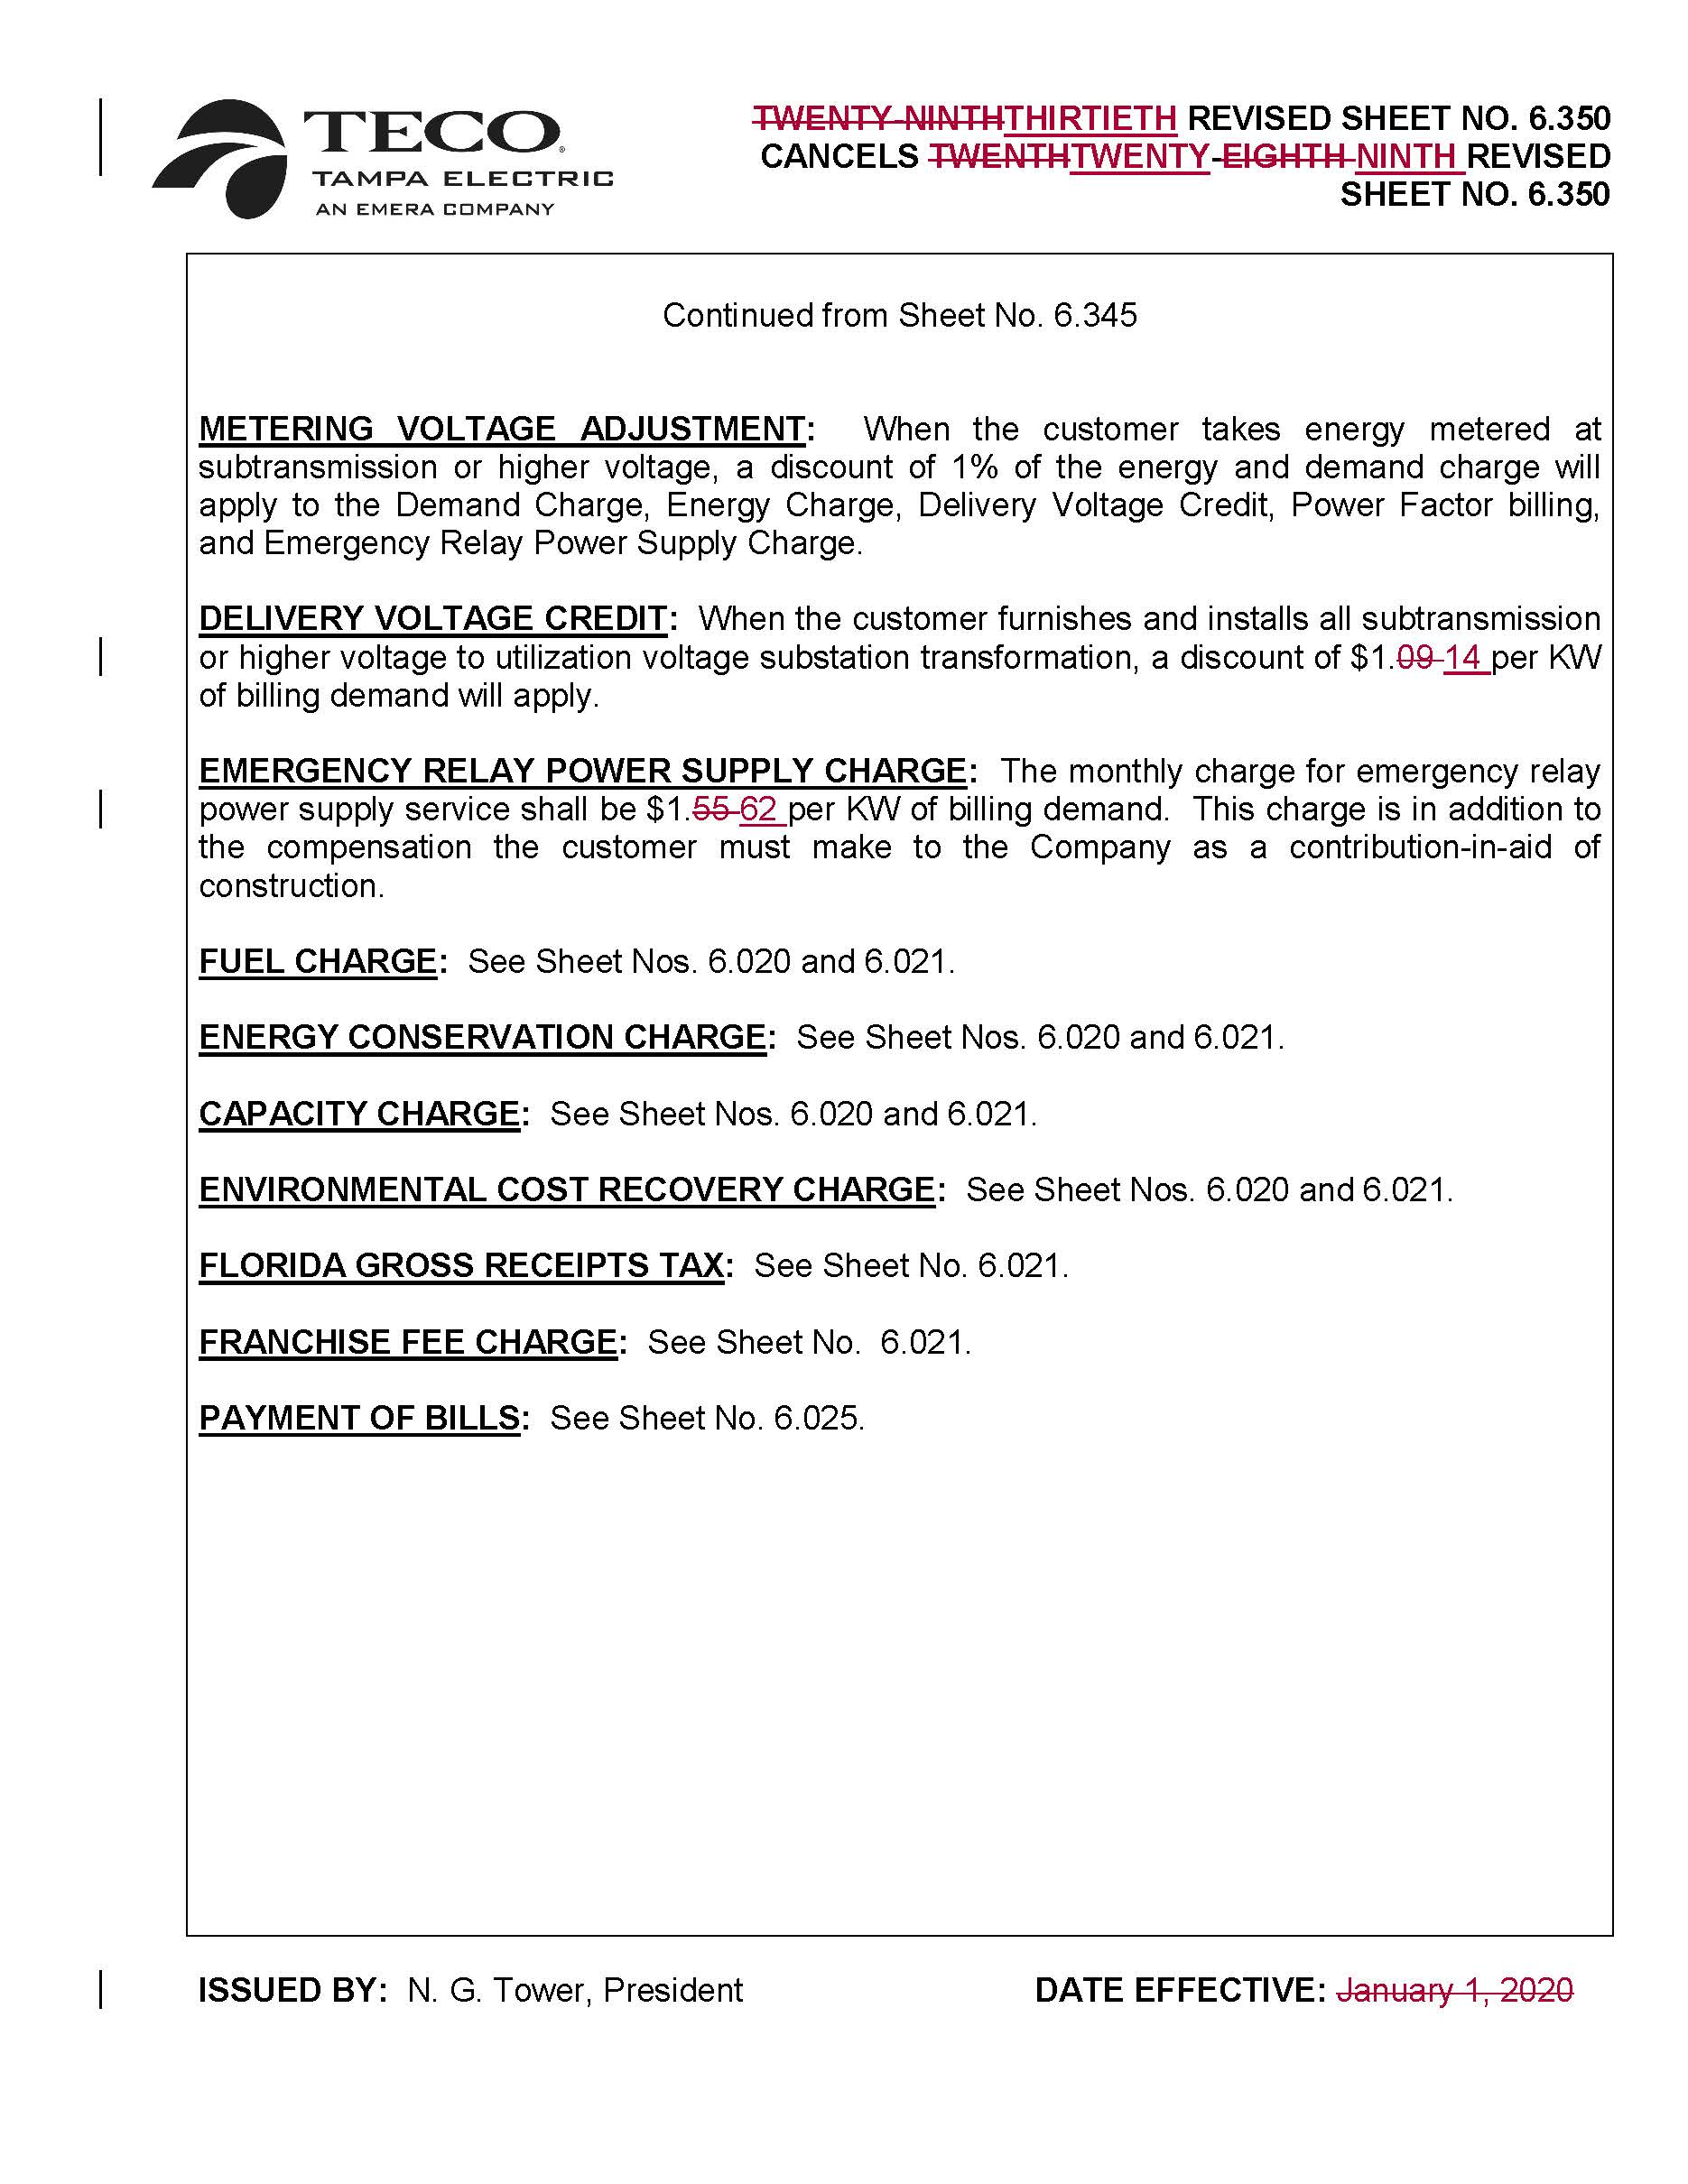 TECO®
TAMPA ELECTRIC
AN EMERA COMPANY
TWENTY-NINTHTHIRTIETH REVISED SHEET NO. 6.350
CANCELS TWENTHTWENTY-EIGHTH NINTH REVISED
SHEET NO. 6.350
Continued from Sheet No. 6.345
METERING VOLTAGE ADJUSTMENT: When the customer takes energy metered at
subtransmission or higher voltage, a discount of 1% of the energy and demand charge will
apply to the Demand Charge, Energy Charge, Delivery Voltage Credit, Power Factor billing,
and Emergency Relay Power Supply Charge.
DELIVERY VOLTAGE CREDIT: When the customer furnishes and installs all subtransmission
or higher voltage to utilization voltage substation transformation, a discount of $1.09 14 per KW
of billing demand will apply.
EMERGENCY RELAY POWER SUPPLY CHARGE: The monthly charge for emergency relay
power supply service shall be $1.55 62 per KW of billing demand. This charge is in addition to
the compensation the customer must make to the Company as a contribution-in-aid of
construction.
FUEL CHARGE: See Sheet Nos. 6.020 and 6.021.
ENERGY CONSERVATION CHARGE: See Sheet Nos. 6.020 and 6.021.
CAPACITY CHARGE: See Sheet Nos. 6.020 and 6.021.
ENVIRONMENTAL COST RECOVERY CHARGE: See Sheet Nos. 6.020 and 6.021.
FLORIDA GROSS RECEIPTS TAX: See Sheet No. 6.021.
FRANCHISE FEE CHARGE: See Sheet No. 6.021.
PAYMENT OF BILLS: See Sheet No. 6.025.
ISSUED BY: N. G. Tower, President DATE EFFECTIVE: January 1, 2020